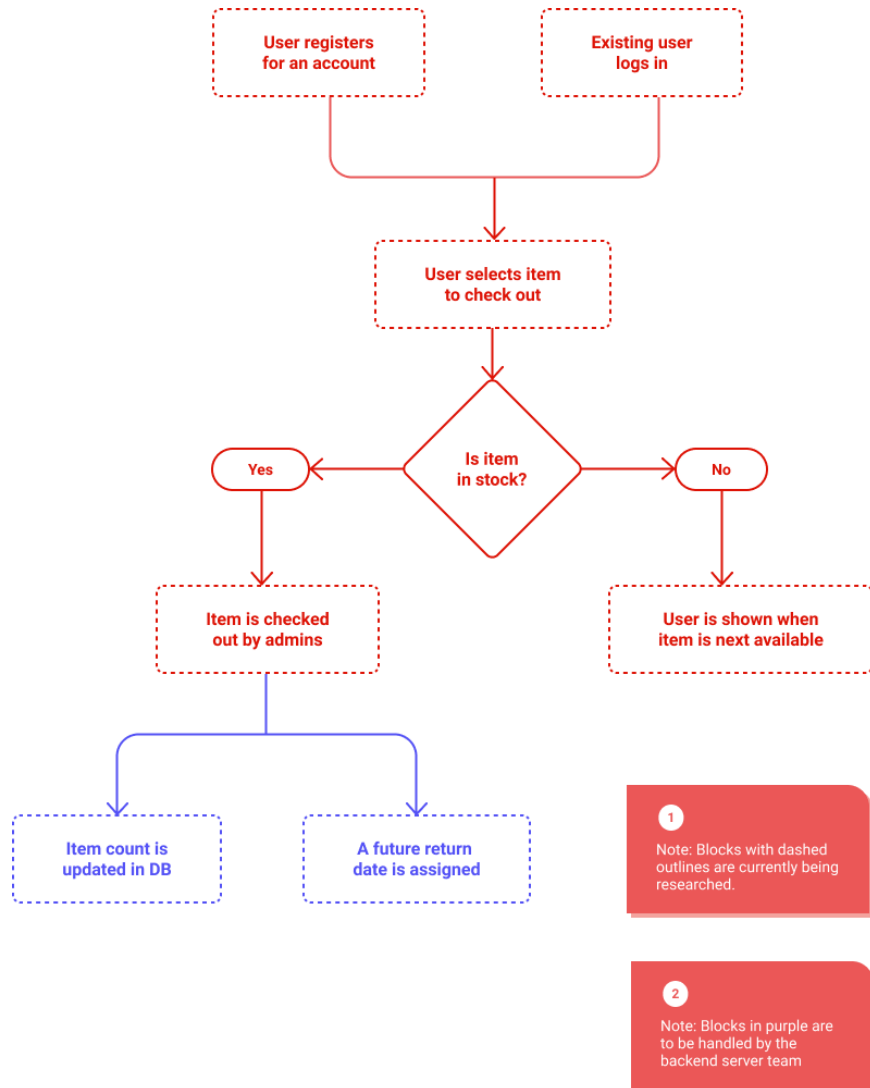 User registers
for an account
Existing user
logs in
User selects item
to check out
Is item
in stock?
Yes
No
Item is checked
out by admins
User is shown when
item is next available
Item count is
updated in DB
A future return
date is assigned
1
Note: Blocks with dashed
outlines are currently being
researched.
2
Note: Blocks in purple are
to be handled by the
backend server team